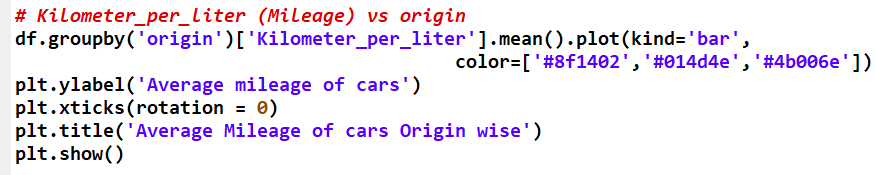 # Kilometer_per_liter (Mileage) vs origin
df.groupby('origin')['Kilometer_per_liter'].mean().plot(kind='bar',
color=['#8f1402','#014d4e','#4b006e'])
plt.ylabel('Average mileage of cars')
plt.xticks(rotation = 0)
plt.title('Average Mileage of cars Origin wise')
plt.show()